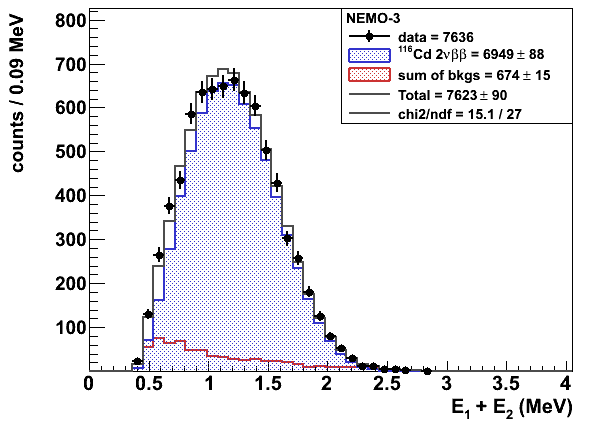 counts / 0.09 MeV
800
700
600
500
400
300
200
100
NEMO-3
data = 7636
¹¹⁶Cd 2νββ = 6949 ± 88
sum of bkgs = 674 ± 15
Total = 7623 ± 90
chi2/ndf = 15.1 / 27
0 0.5 1 1.5 2 2.5 3 3.5 4
E₁ + E₂ (MeV)